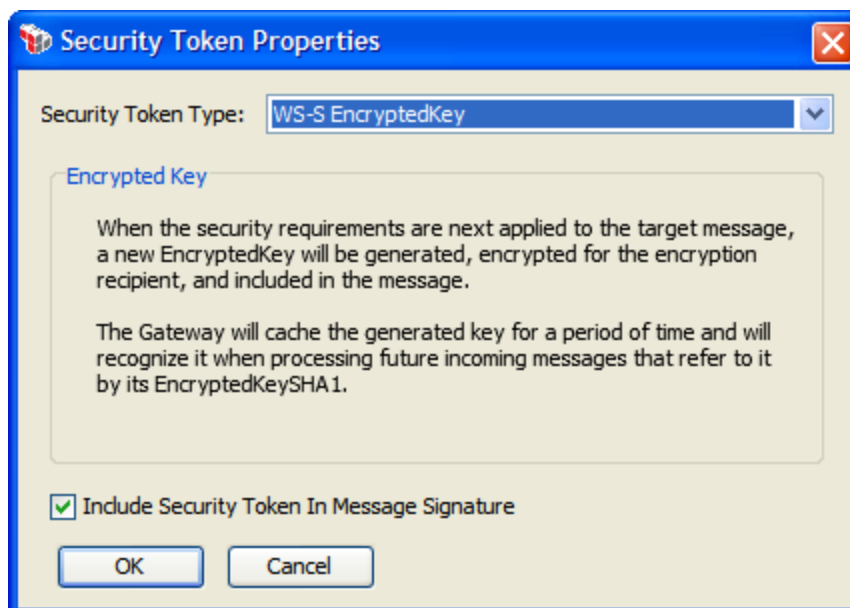 Security Token Properties
Security Token Type: WS-S EncryptedKey
Encrypted Key
When the security requirements are next applied to the target message,
a new EncryptedKey will be generated, encrypted for the encryption
recipient, and included in the message.
The Gateway will cache the generated key for a period of time and will
recognize it when processing future incoming messages that refer to it
by its EncryptedKeySHA1.
Include Security Token In Message Signature
OK Cancel